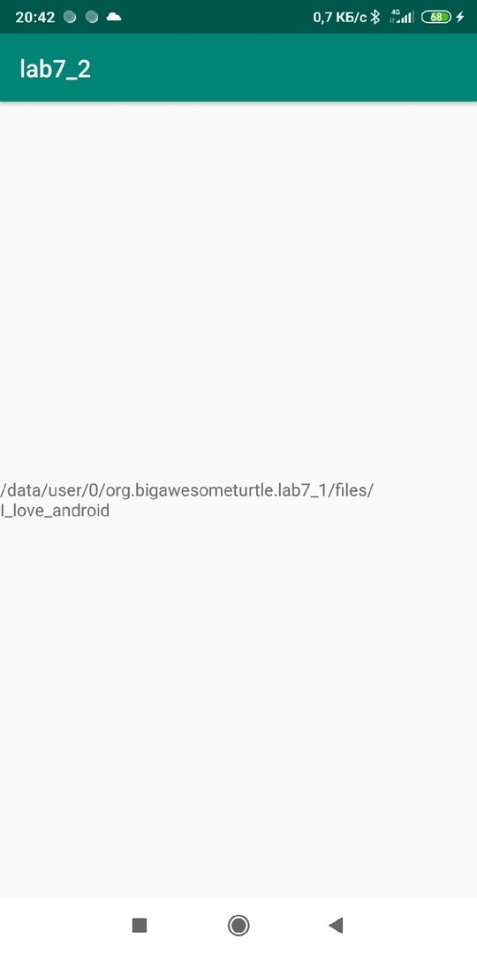 20:42 0,7 КБ/с 4G 68
lab7_2
/data/user/0/org.bigawesometurtle.lab7_1/files/
I_love_android